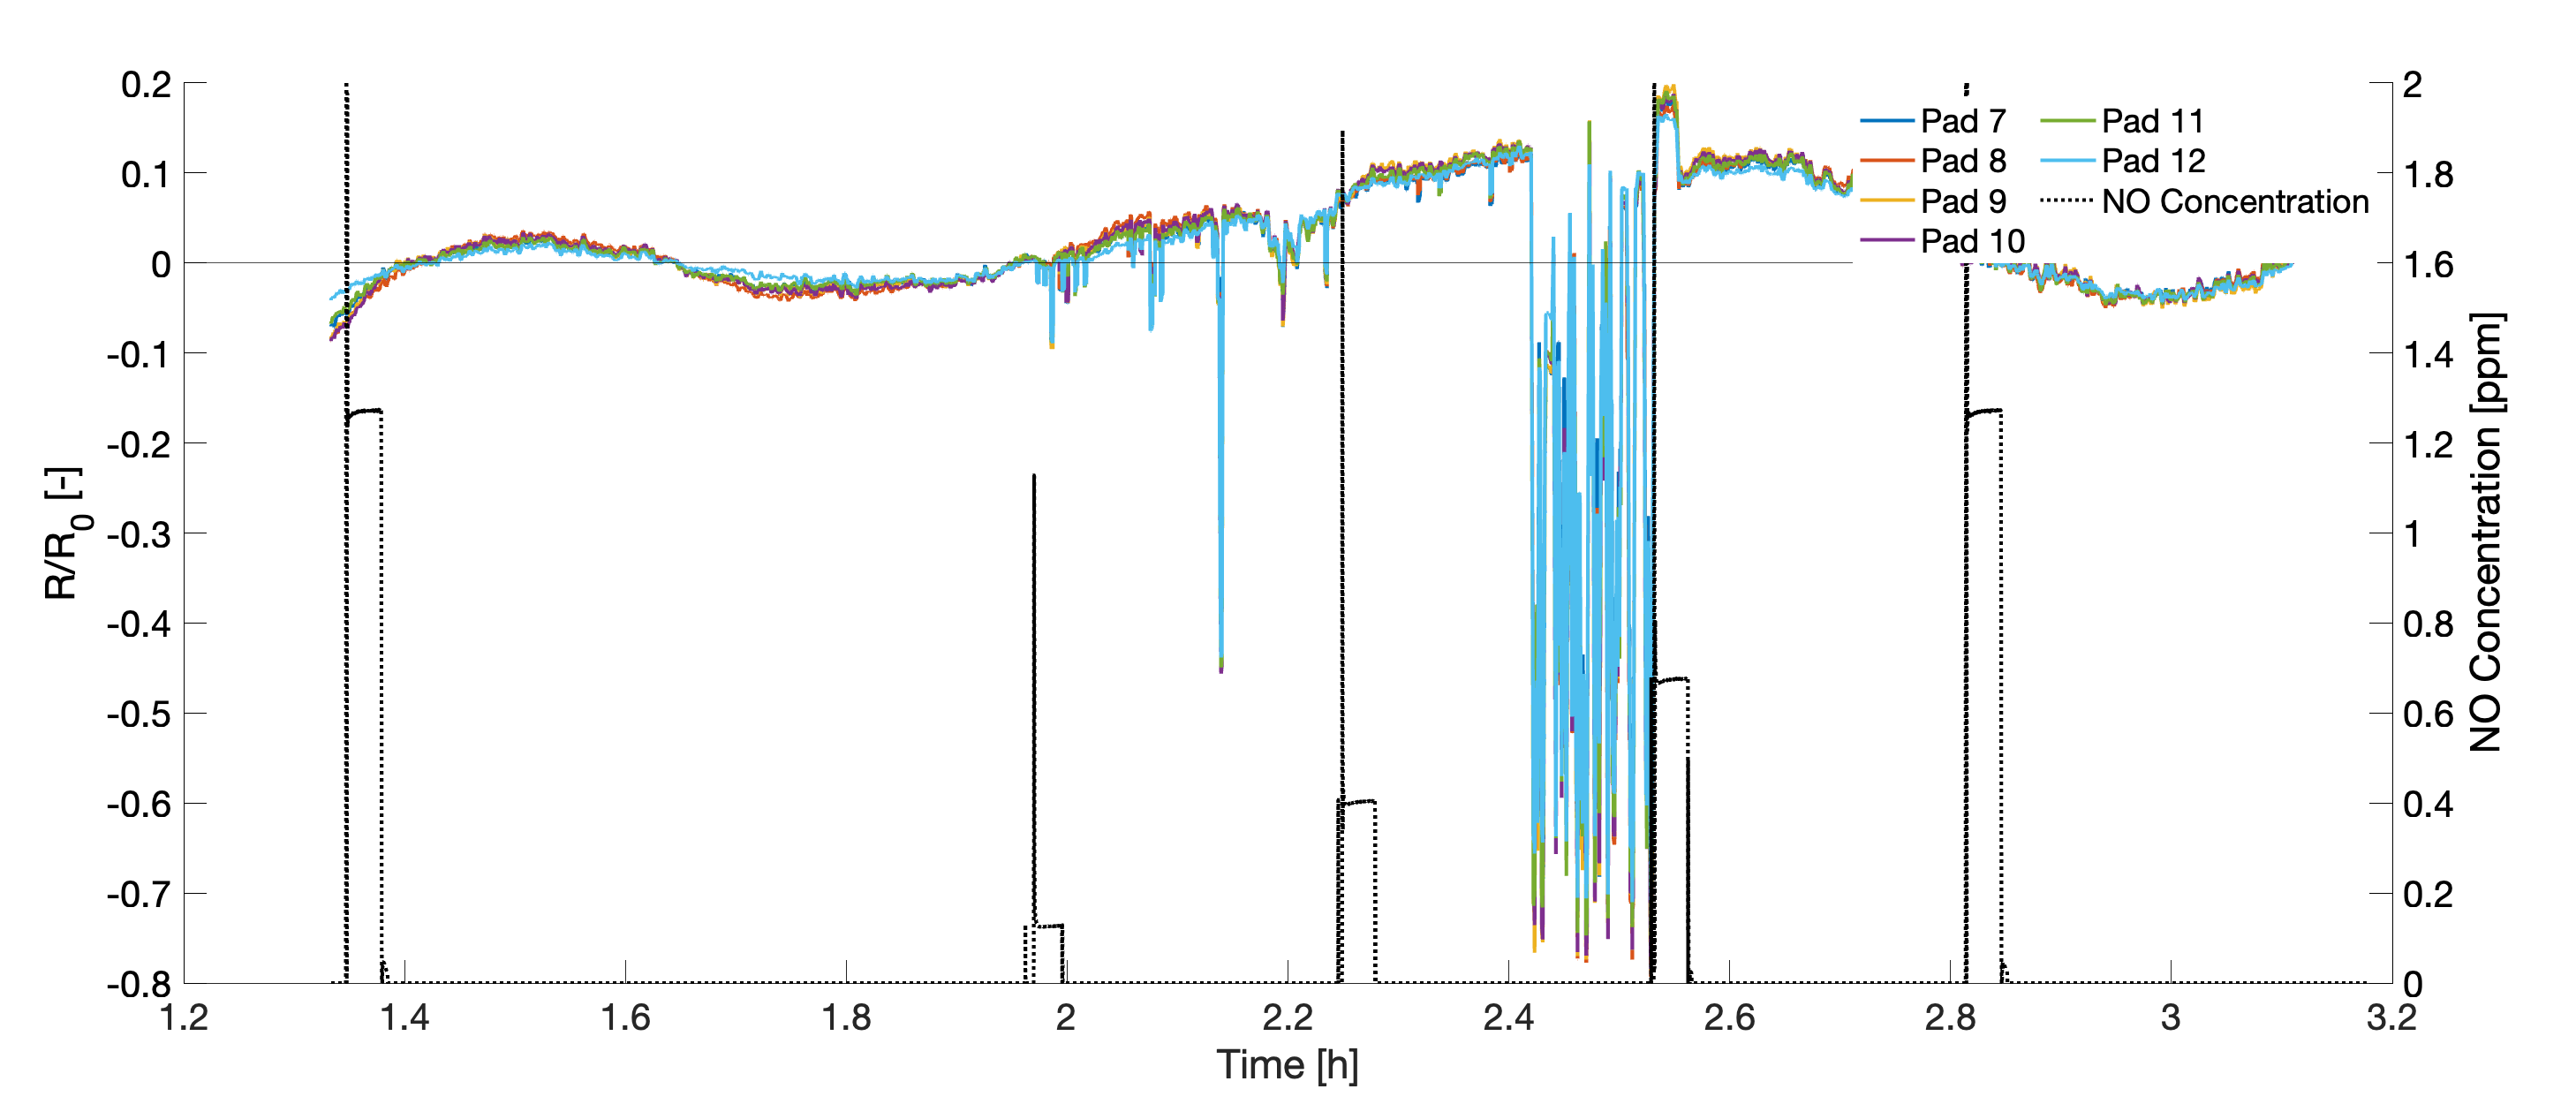 0.2
0.1
0
-0.1
-0.2
-0.3
-0.4
-0.5
-0.6
-0.7
-0.8
R/R0 [-]
1.2 1.4 1.6 1.8 2 2.2 2.4 2.6 2.8 3 3.2
Time [h]
2
1.8
1.6
1.4
1.2
1
0.8
0.6
0.4
0.2
0
NO Concentration [ppm]
Pad 7 Pad 11
Pad 8 Pad 12
Pad 9 NO Concentration
Pad 10